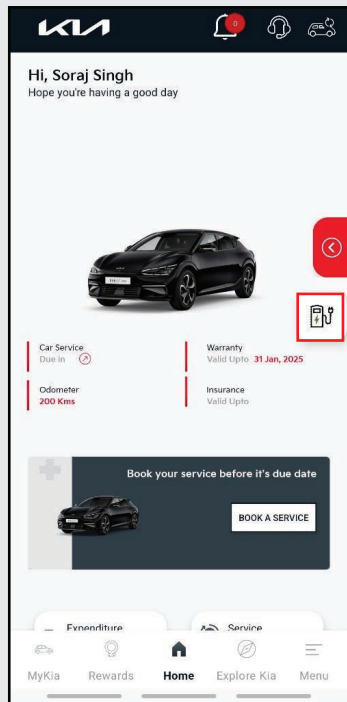 KIA
0
Hi, Soraj Singh
Hope you're having a good day
Car Service
Due in
Warranty
Valid Upto 31 Jan, 2025
Odometer
200 Kms
Insurance
Valid Upto
Book your service before it's due date
BOOK A SERVICE
Expenditure
Service
MyKia
Rewards
Home
Explore Kia
Menu